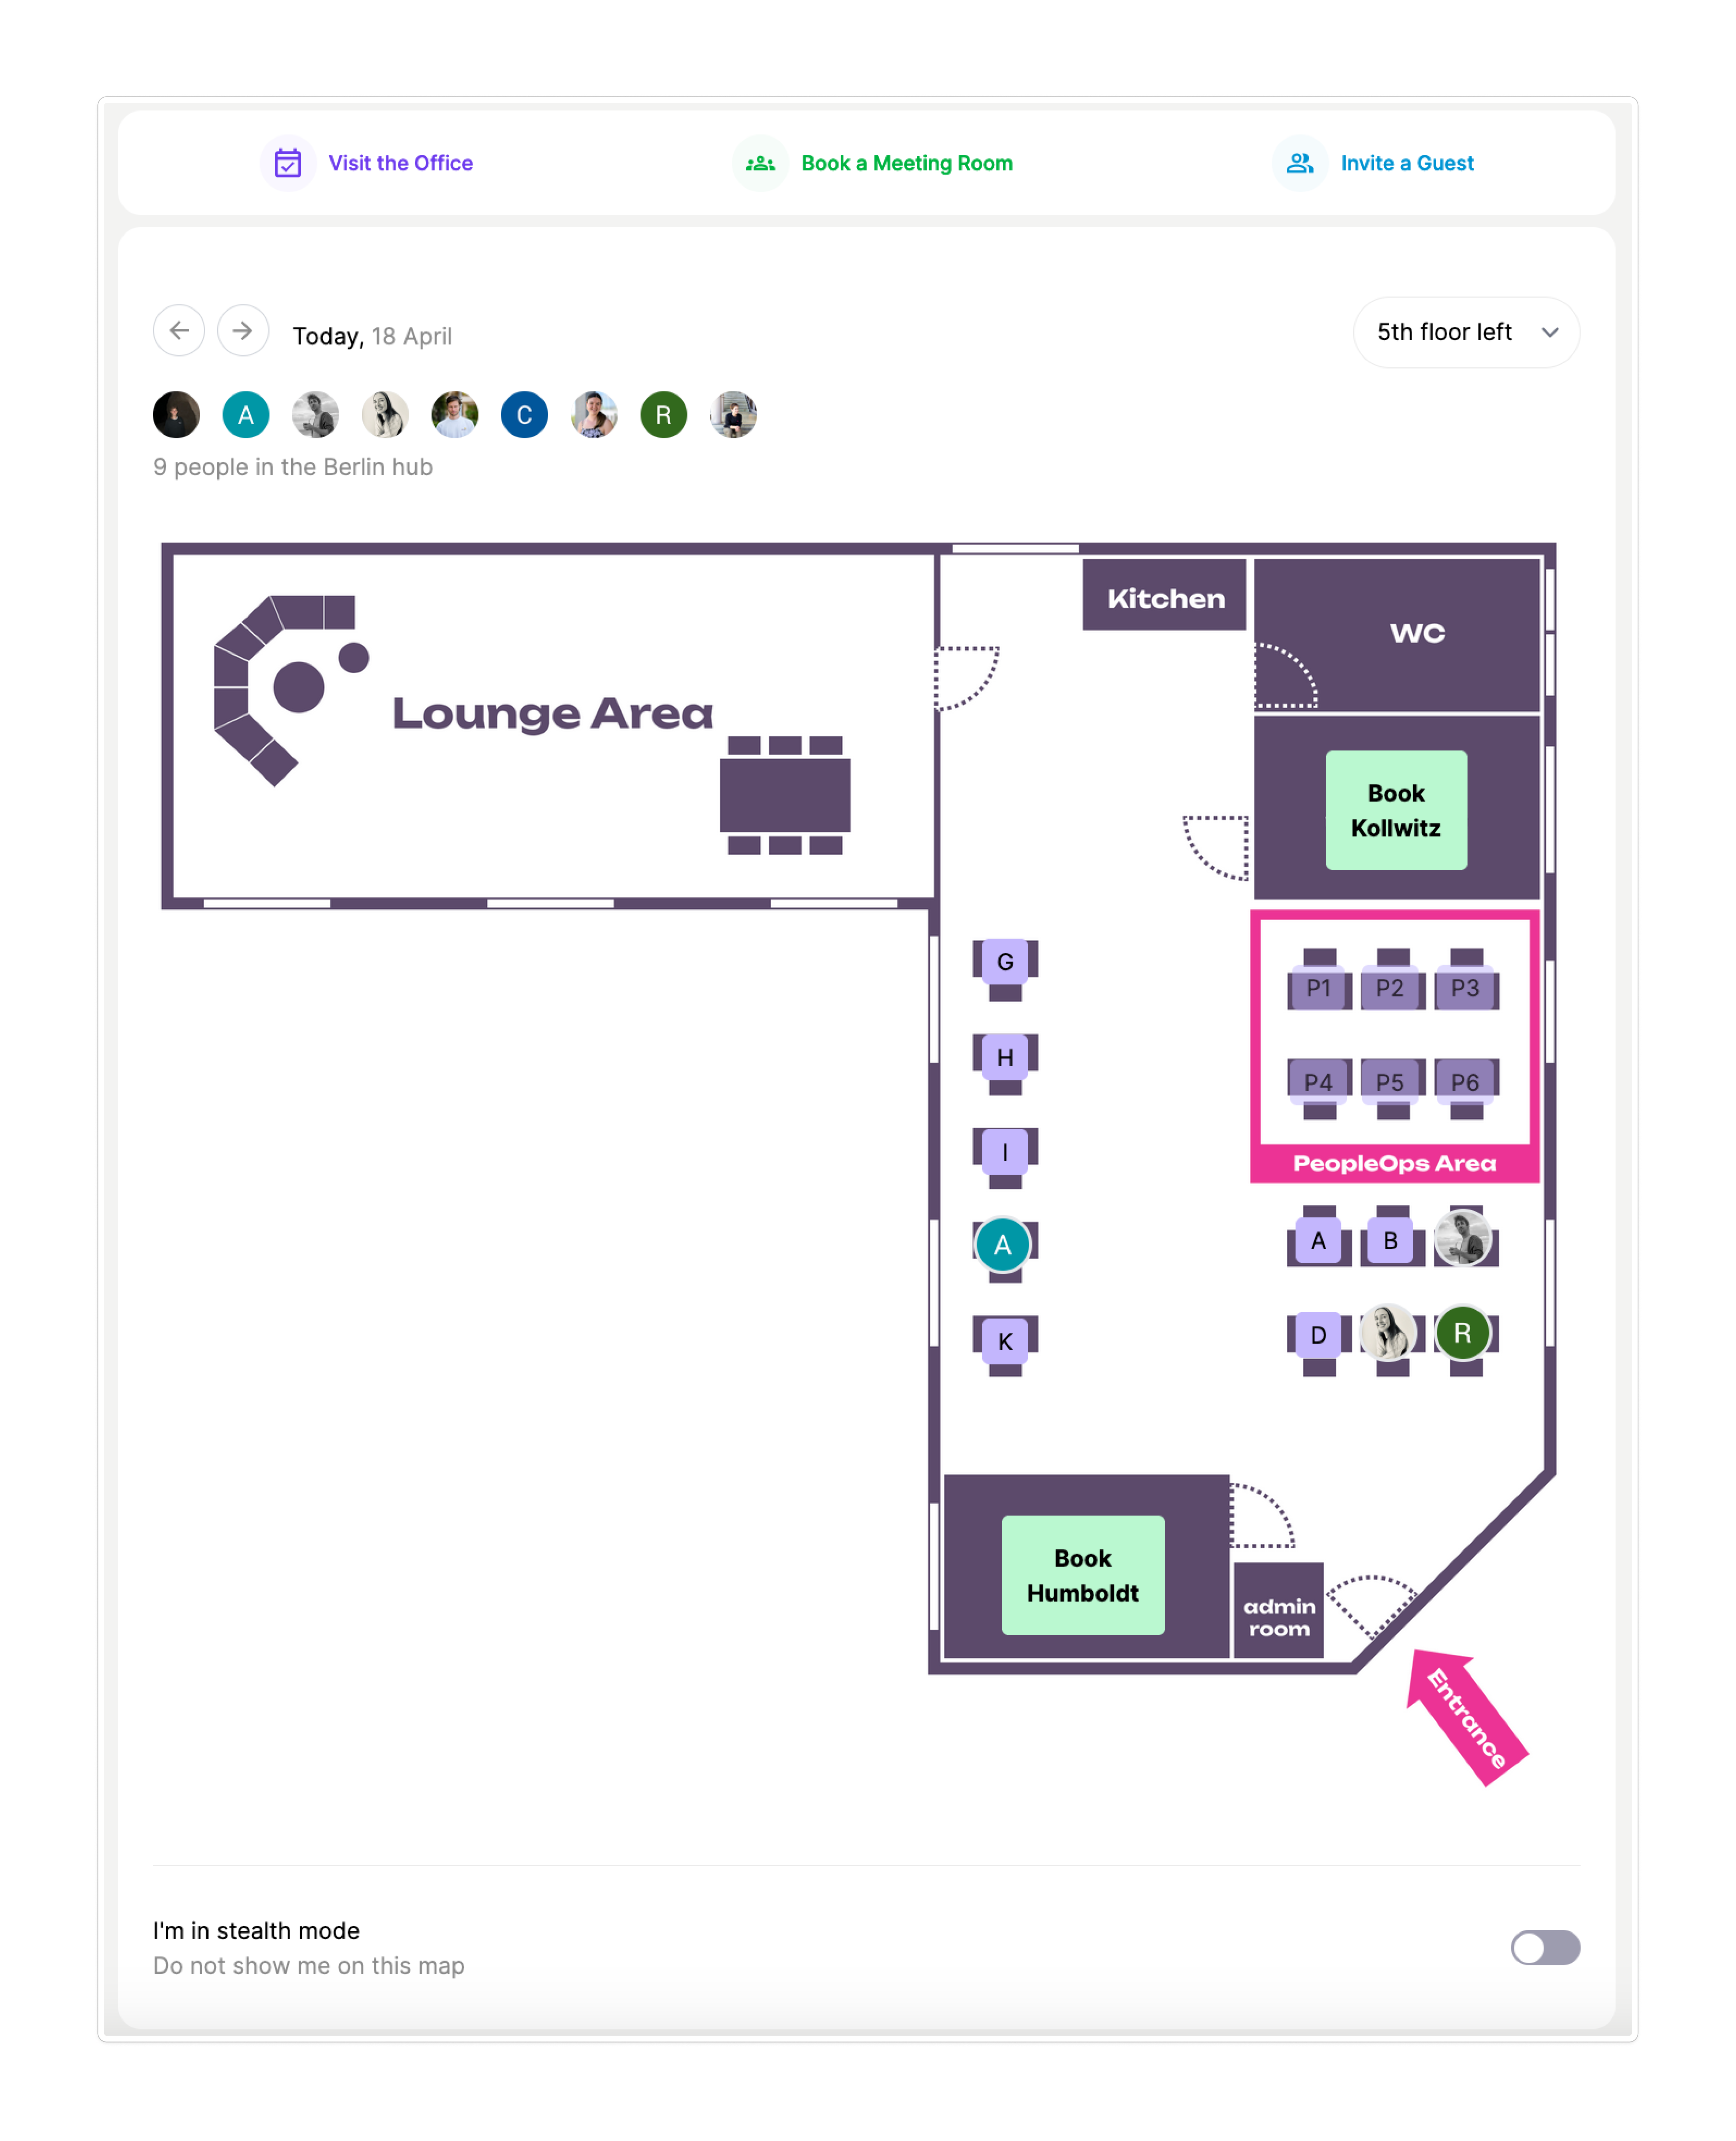 Visit the Office
Book a Meeting Room
Invite a Guest
Today, 18 April
5th floor left
A
C
R
9 people in the Berlin hub
Kitchen
WC
Lounge Area
Book
Kollwitz
G
P1 P2 P3
H
P4 P5 P6
I
PeopleOps Area
A
A B
K
D R
Book
Humboldt
admin
room
Entrance
I'm in stealth mode
Do not show me on this map